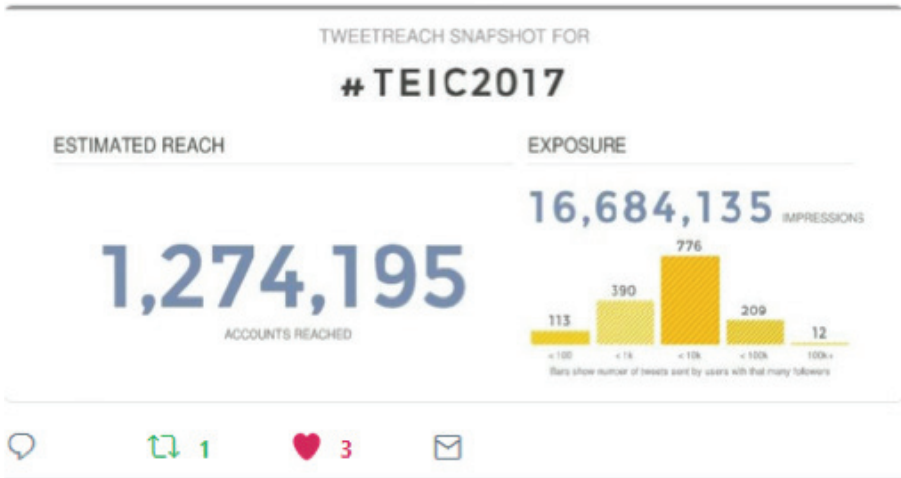 TWEETREACH SNAPSHOT FOR
#TEIC2017
ESTIMATED REACH
1,274,195
ACCOUNTS REACHED
EXPOSURE
16,684,135 IMPRESSIONS
113 390 776 209 12
< 100 < 1k < 10k < 100k 100k+
Bars show number of tweets sent by users with that many followers
1 3